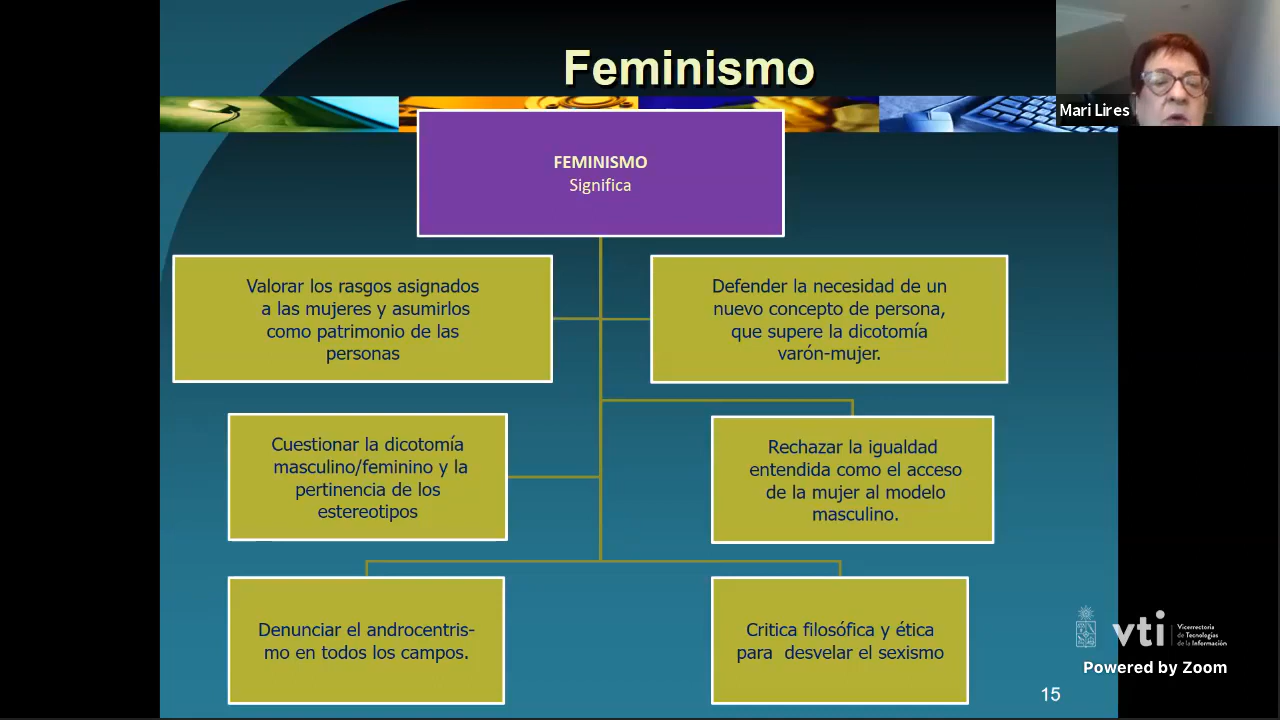 Feminismo
Mari Lires
FEMINISMO
Significa
Valorar los rasgos asignados
a las mujeres y asumirlos
como patrimonio de las
personas
Defender la necesidad de un
nuevo concepto de persona,
que supere la dicotomía
varón-mujer.
Cuestionar la dicotomía
masculino/feminino y la
pertinencia de los
estereotipos
Rechazar la igualdad
entendida como el acceso
de la mujer al modelo
masculino.
Denunciar el androcentris-
mo en todos los campos.
Critica filosófica y ética
para desvelar el sexismo
vti
Vicerrectoría
de Tecnologías
de la Información
Powered by Zoom
15